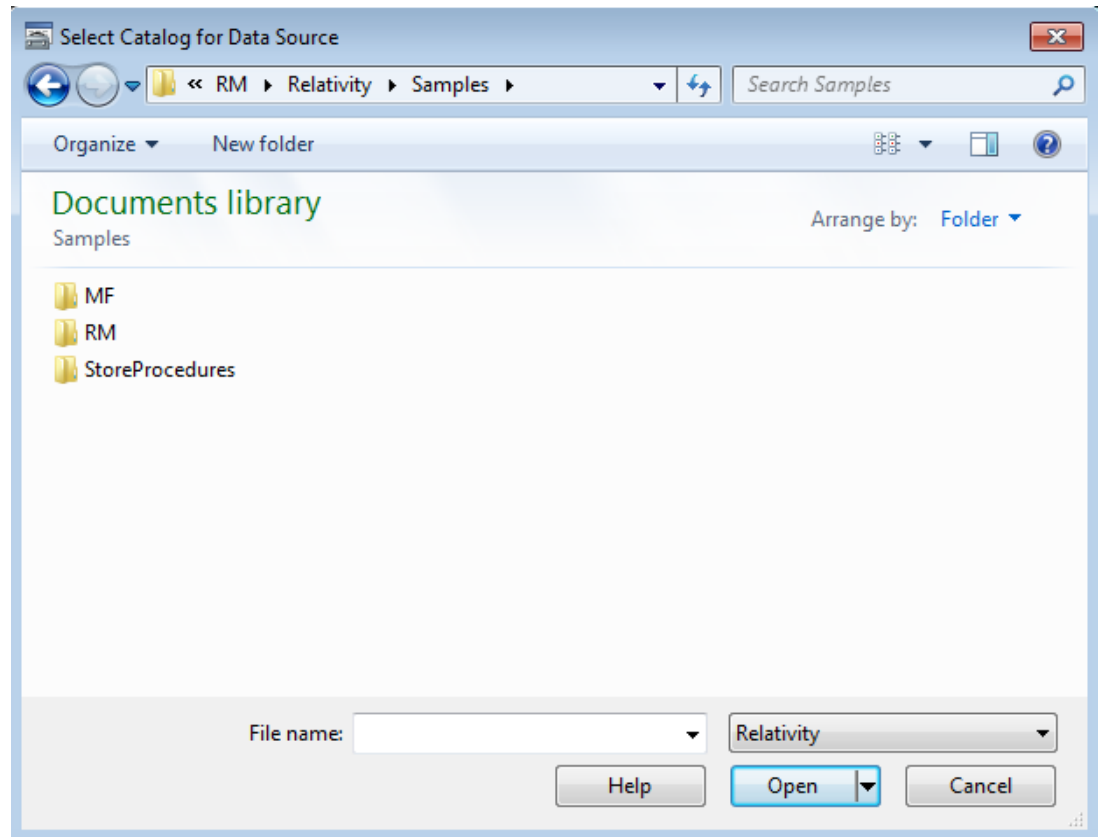 Select Catalog for Data Source
« RM Relativity Samples
Search Samples
Organize New folder
Documents library
Samples
Arrange by: Folder
MF
RM
StoreProcedures
File name:
Relativity
Help Open Cancel